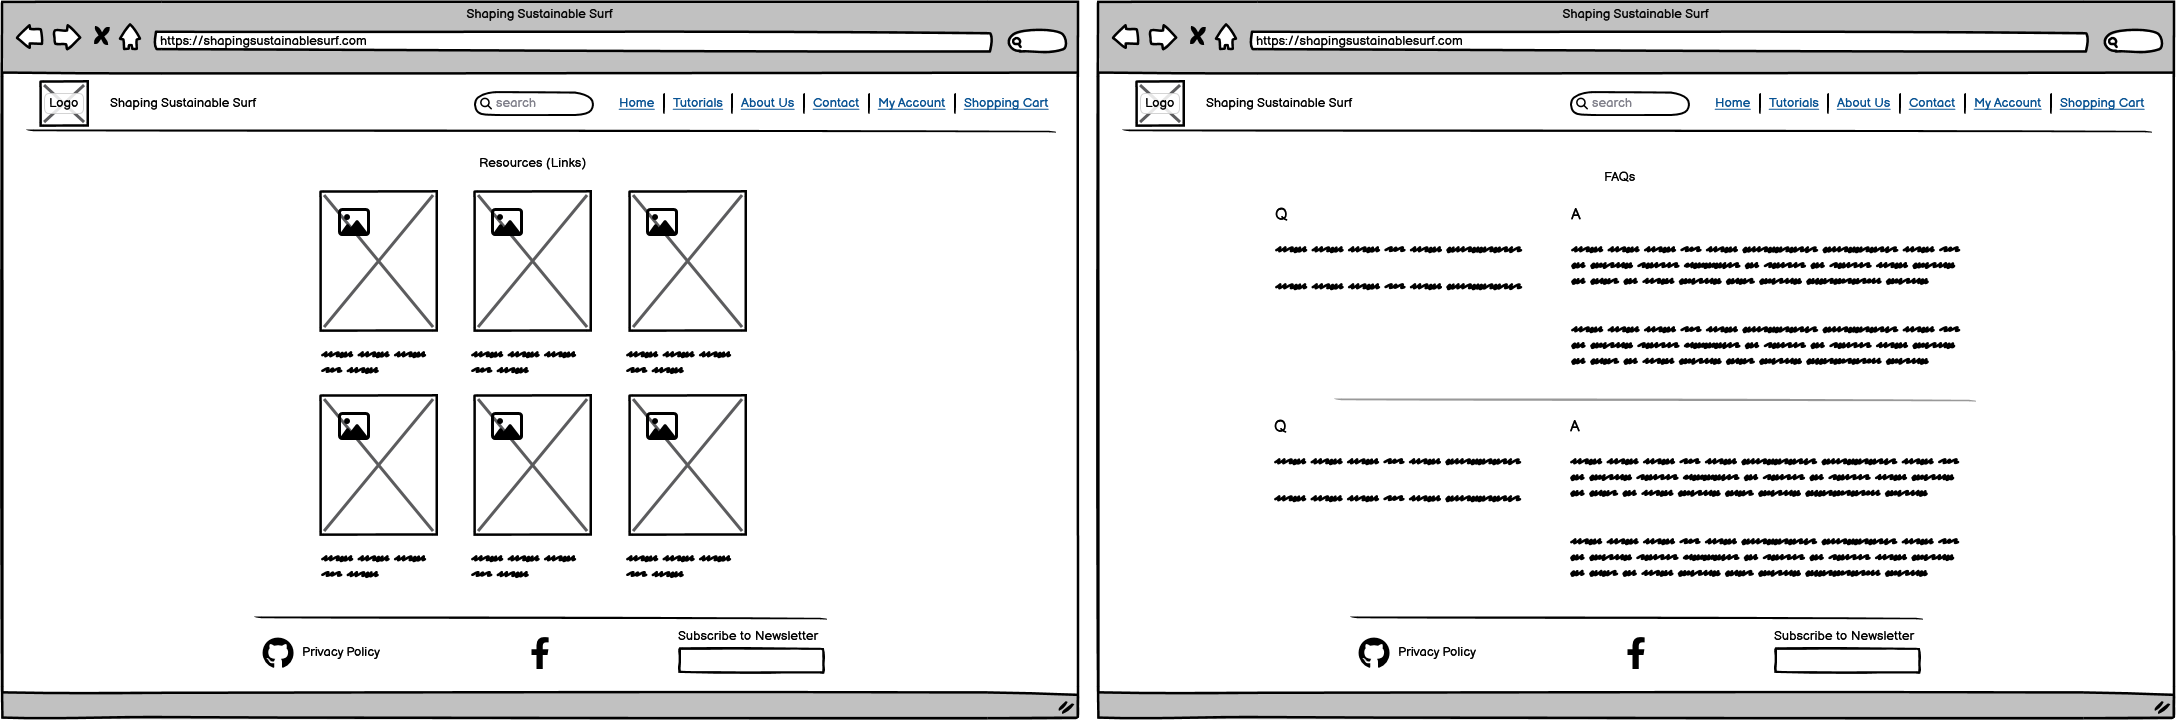 Shaping Sustainable Surf
https://shapingsustainablesurf.com
Logo
Shaping Sustainable Surf
search
Home
Tutorials
About Us
Contact
My Account
Shopping Cart
Resources (Links)
Privacy Policy
Subscribe to Newsletter
Shaping Sustainable Surf
https://shapingsustainablesurf.com
Logo
Shaping Sustainable Surf
search
Home
Tutorials
About Us
Contact
My Account
Shopping Cart
FAQs
Q
A
Q
A
Privacy Policy
Subscribe to Newsletter